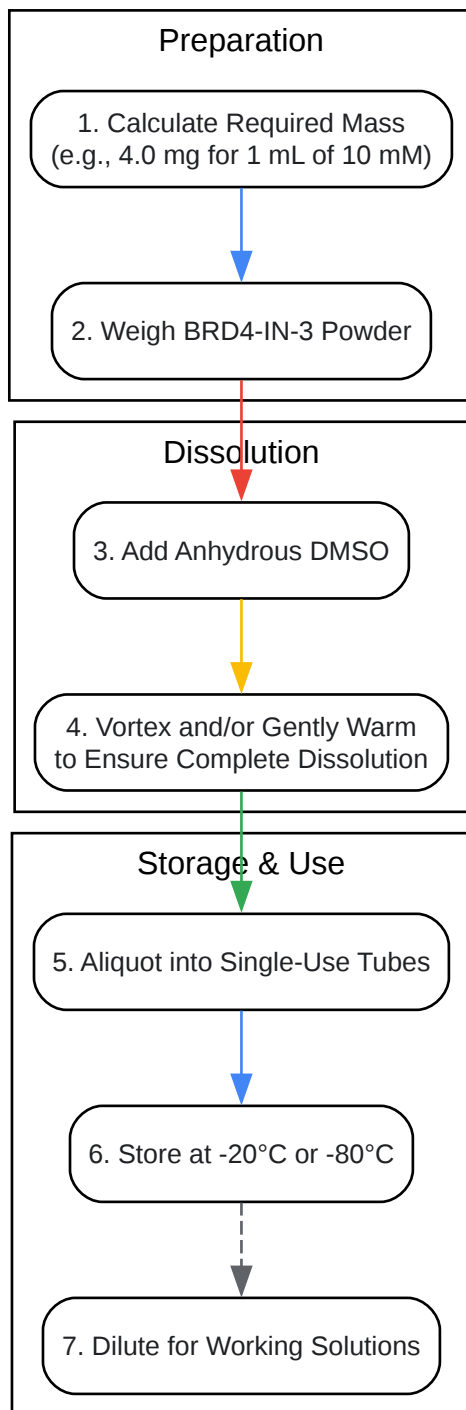 Preparation
1. Calculate Required Mass
(e.g., 4.0 mg for 1 mL of 10 mM)
2. Weigh BRD4-IN-3 Powder
Dissolution
3. Add Anhydrous DMSO
4. Vortex and/or Gently Warm
to Ensure Complete Dissolution
Storage & Use
5. Aliquot into Single-Use Tubes
6. Store at -20°C or -80°C
7. Dilute for Working Solutions